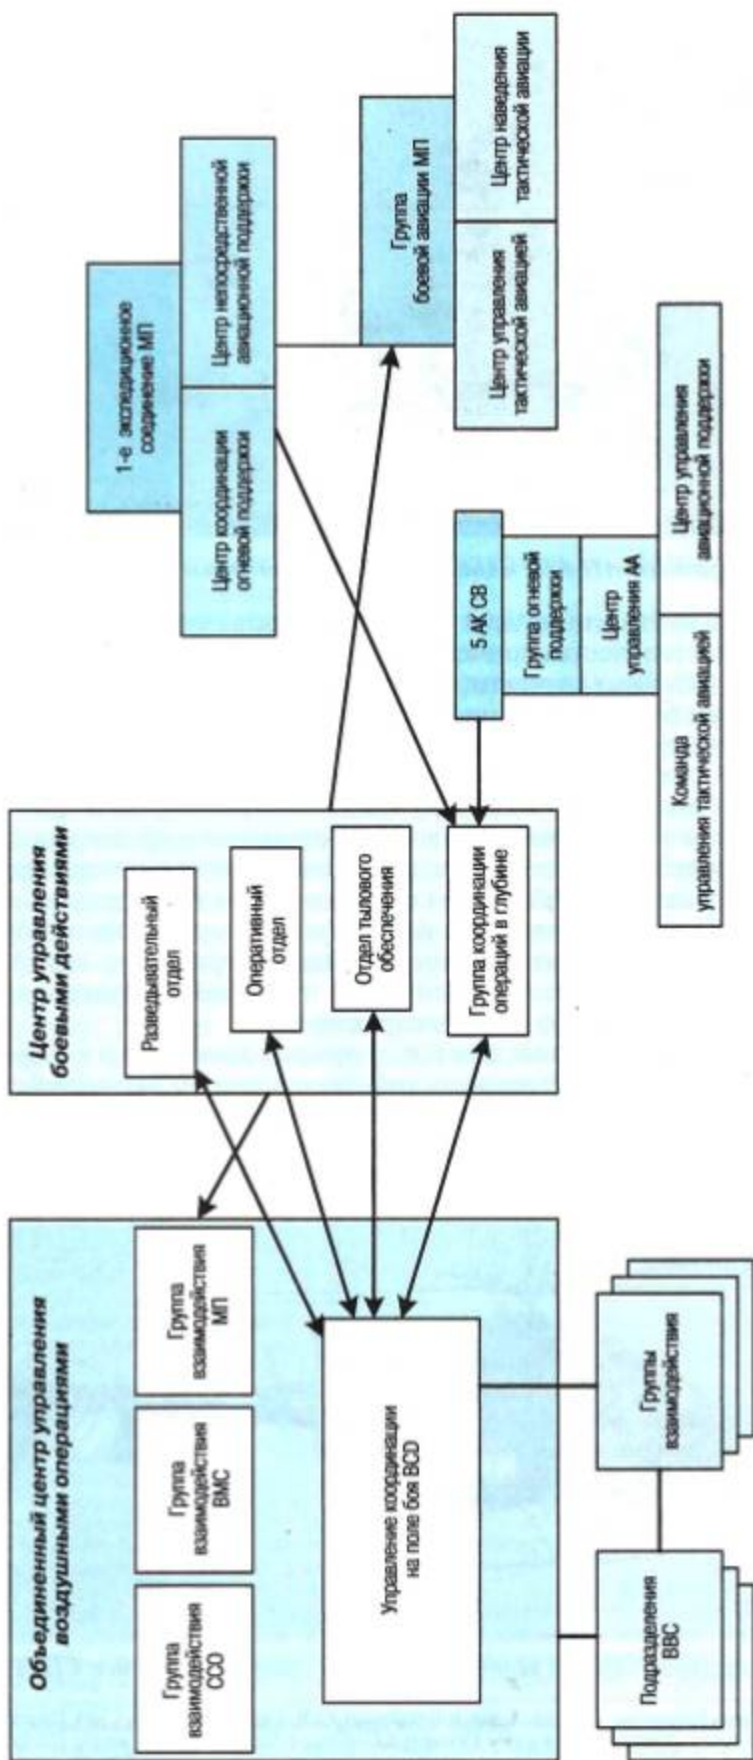 Объединенный центр управления
воздушными операциями
Группа
взаимодействия
ССО
Группа
взаимодействия
ВМС
Группа
взаимодействия
МП
Управление координации
на поле боя BCD
Подразделения
ВВС
Группы
взаимодействия
Центр управления
боевыми действиями
Разведывательный
отдел
Оперативный
отдел
Отдел тылового
обеспечения
Группа координации
операций в глубине
1-е экспедиционное
соединение МП
Центр координации
огневой поддержки
Центр непосредственной
авиационной поддержки
Группа
боевой авиации МП
Центр управления
тактической авиацией
Центр наведения
тактической авиации
5 АК СВ
Группа огневой
поддержки
Центр
управления АА
Команда
управления тактической авиацией
Центр управления
авиационной поддержки